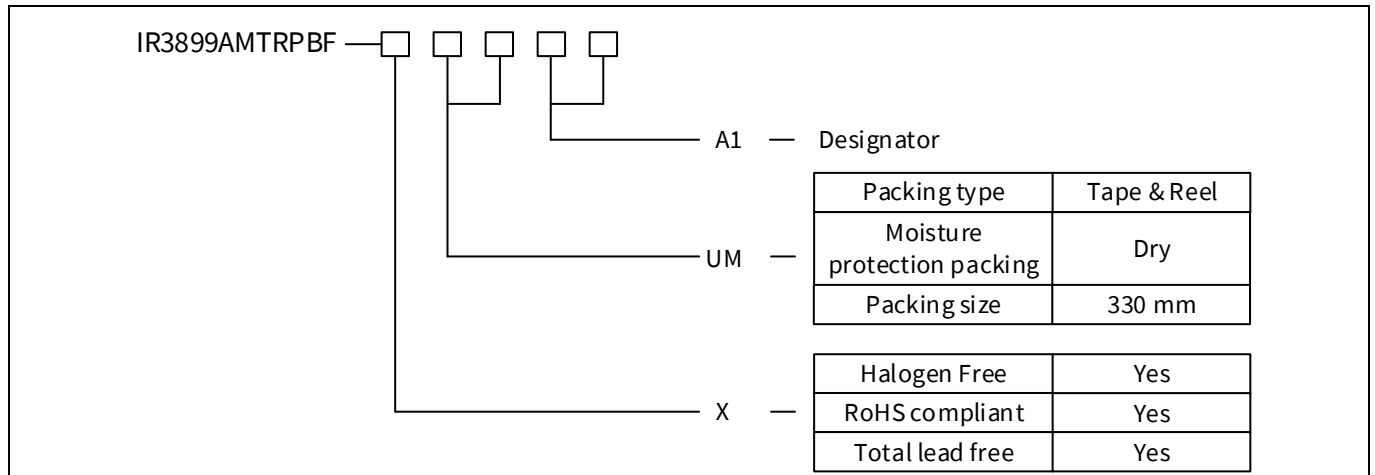 IR3899AMTRPBF
A1 — Designator
Packing type Tape & Reel
UM —
Moisture
protection packing Dry
Packing size 330 mm
Halogen Free Yes
X — RoHS compliant Yes
Total lead free Yes